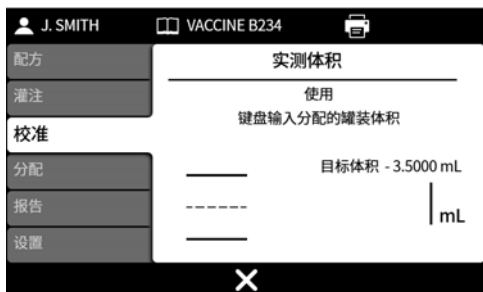 J. SMITH
VACCINE B234
配方
灌注
校准
分配
报告
设置
实测体积
使用
键盘输入分配的罐装体积
目标体积 - 3.5000 mL
mL